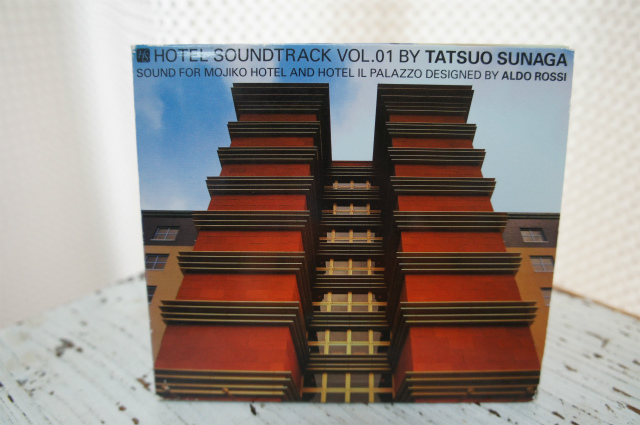 HOTEL SOUNDTRACK VOL.01 BY TATSUO SUNAGA
SOUND FOR MOJIKO HOTEL AND HOTEL IL PALAZZO DESIGNED BY ALDO ROSSI